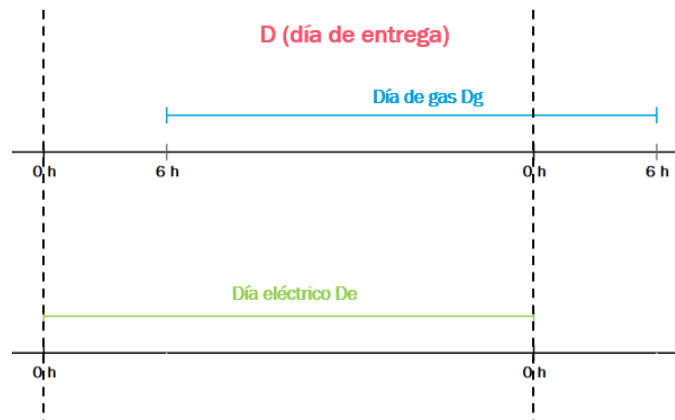 D (día de entrega)
Día de gas Dg
0 h 6 h 0 h 6 h
Día eléctrico De
0 h 0 h